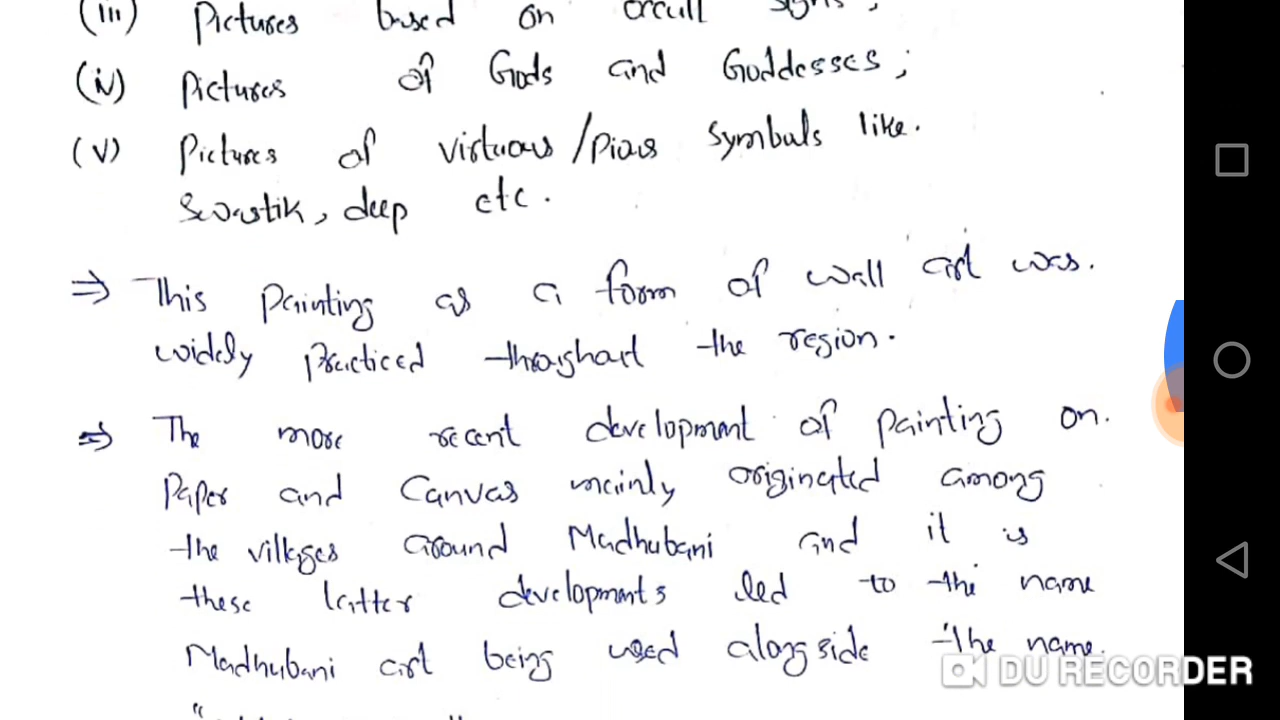 (iii) Pictures based on occult signs;
(iv) Pictures of Gods and Goddesses;
(v) Pictures of virtuous/pious symbols like.
Swastik, deep etc.
⇒ This Painting as a form of wall art was.
widely practiced throughout the region.
⇒ The more recent development of painting on.
Paper and Canvas mainly originated among
the villages around Madhubani and it is
these latter developments led to the name
Madhubani art being used alongside the name.
"
DU RECORDER